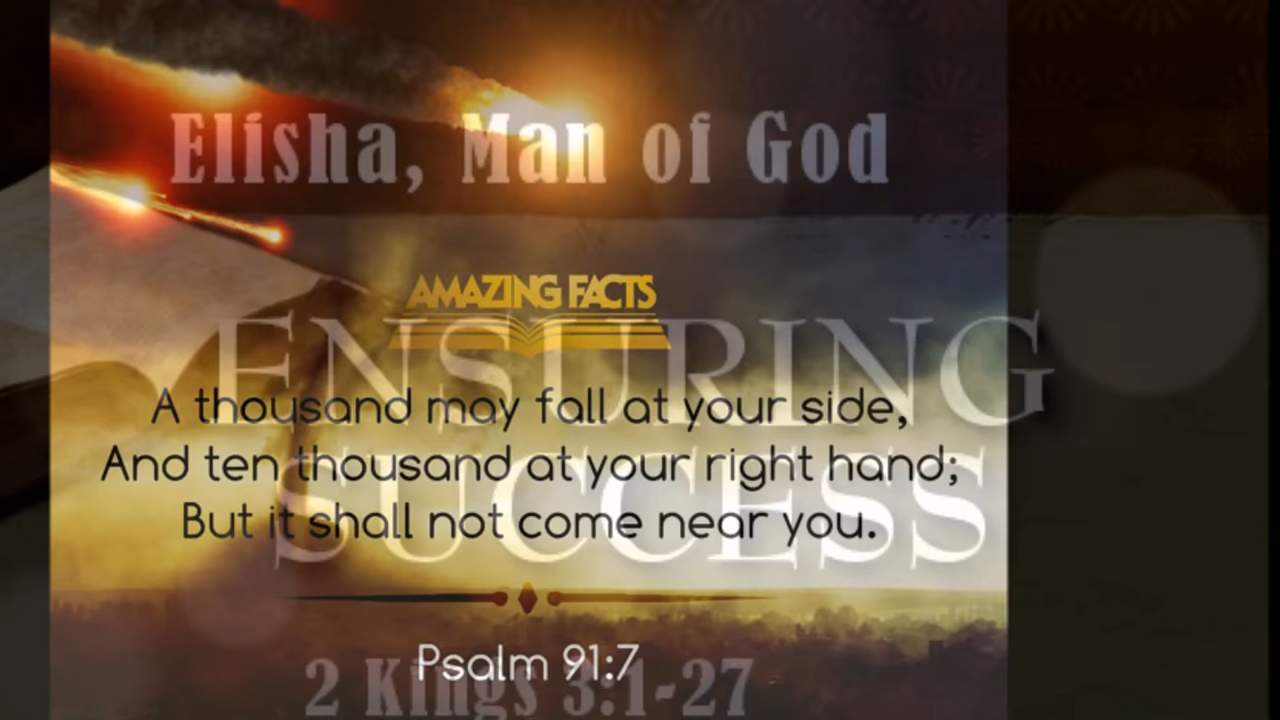 Elisha, Man of God
AMAZING FACTS
ENSURING
A thousand may fall at your side,
And ten thousand at your right hand;
SUCCESS
But it shall not come near you.
Psalm 91:7
2 Kings 3:1-27